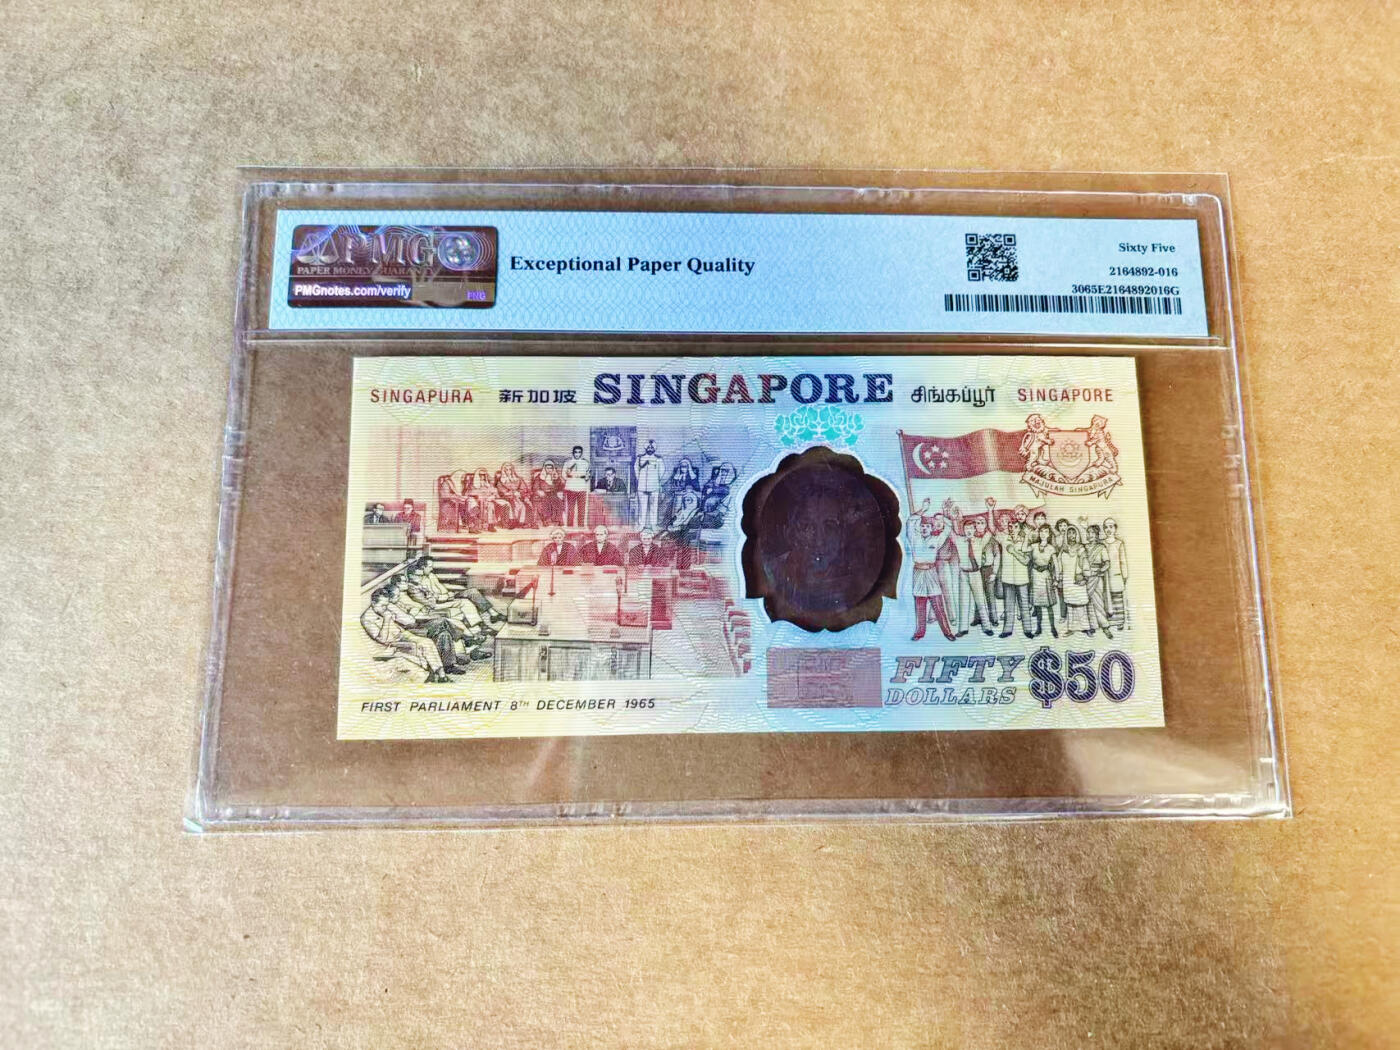 PMG
PAPER MONEY GUARANTY
PMGnotes.com/verify
PMG
Exceptional Paper Quality
Sixty Five
2164892-016
3065E2164892016G
SINGAPURA 新加坡 SINGAPORE சிங்கப்பூர் SINGAPORE
MAJULAH SINGAPURA
FIRST PARLIAMENT 8TH DECEMBER 1965
FIFTY
DOLLARS
$50